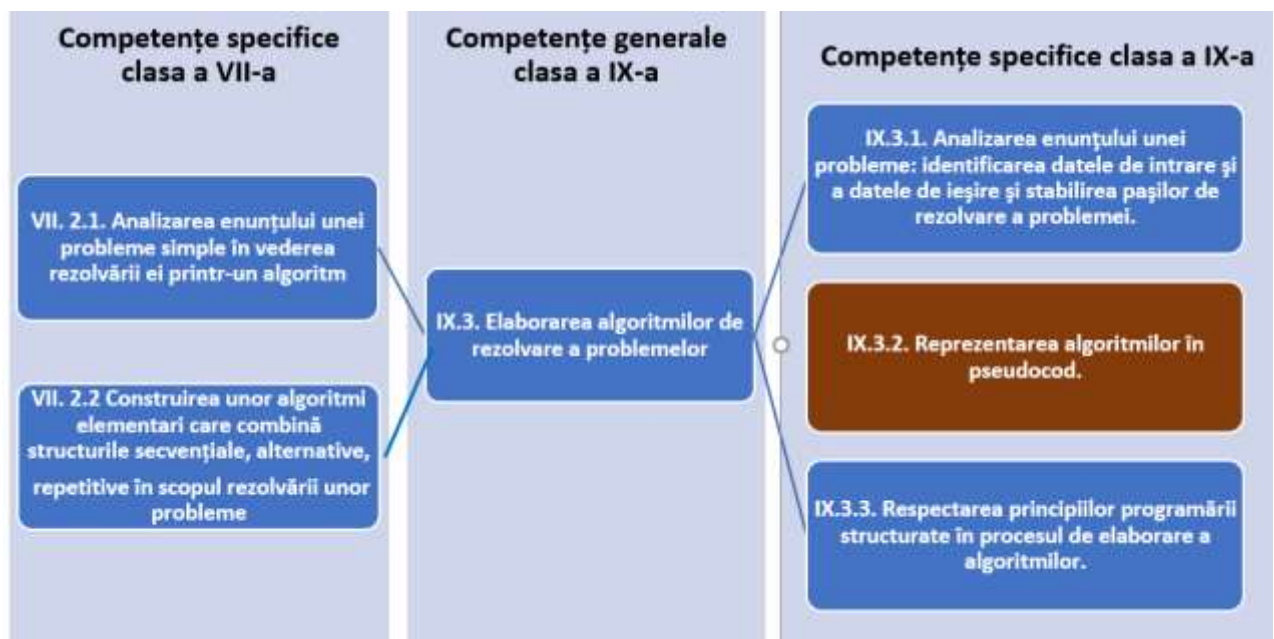 Competențe specifice
clasa a VII-a
VII. 2.1. Analizarea enunțului unei
probleme simple în vederea
rezolvării ei printr-un algoritm
VII. 2.2 Construirea unor algoritmi
elementari care combină
structurile secvențiale, alternative,
repetitive în scopul rezolvării unor
probleme
Competențe generale
clasa a IX-a
IX.3. Elaborarea algoritmilor de
rezolvare a problemelor
Competențe specifice clasa a IX-a
IX.3.1. Analizarea enunţului unei
probleme: identificarea datele de intrare şi
a datele de ieşire şi stabilirea paşilor de
rezolvare a problemei.
IX.3.2. Reprezentarea algoritmilor în
pseudocod.
IX.3.3. Respectarea principiilor programării
structurate în procesul de elaborare a
algoritmilor.